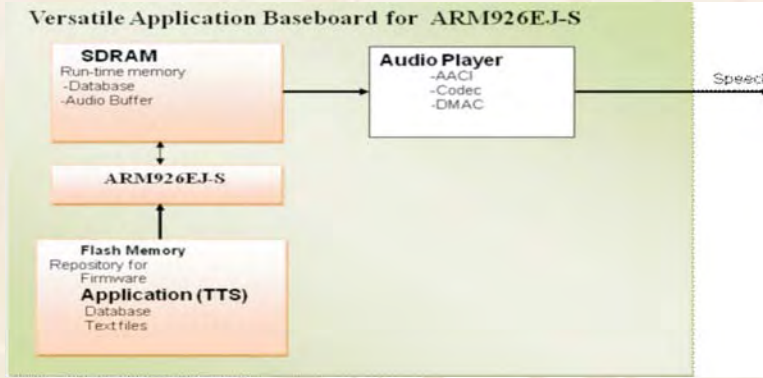 Versatile Application Baseboard for ARM926EJ-S
SDRAM
Run-time memory
-Database
-Audio Buffer
Audio Player
-AACI
-Codec
-DMAC
Speech
ARM926EJ-S
Flash Memory
Repository for
Firmware
Application (TTS)
Database
Text files